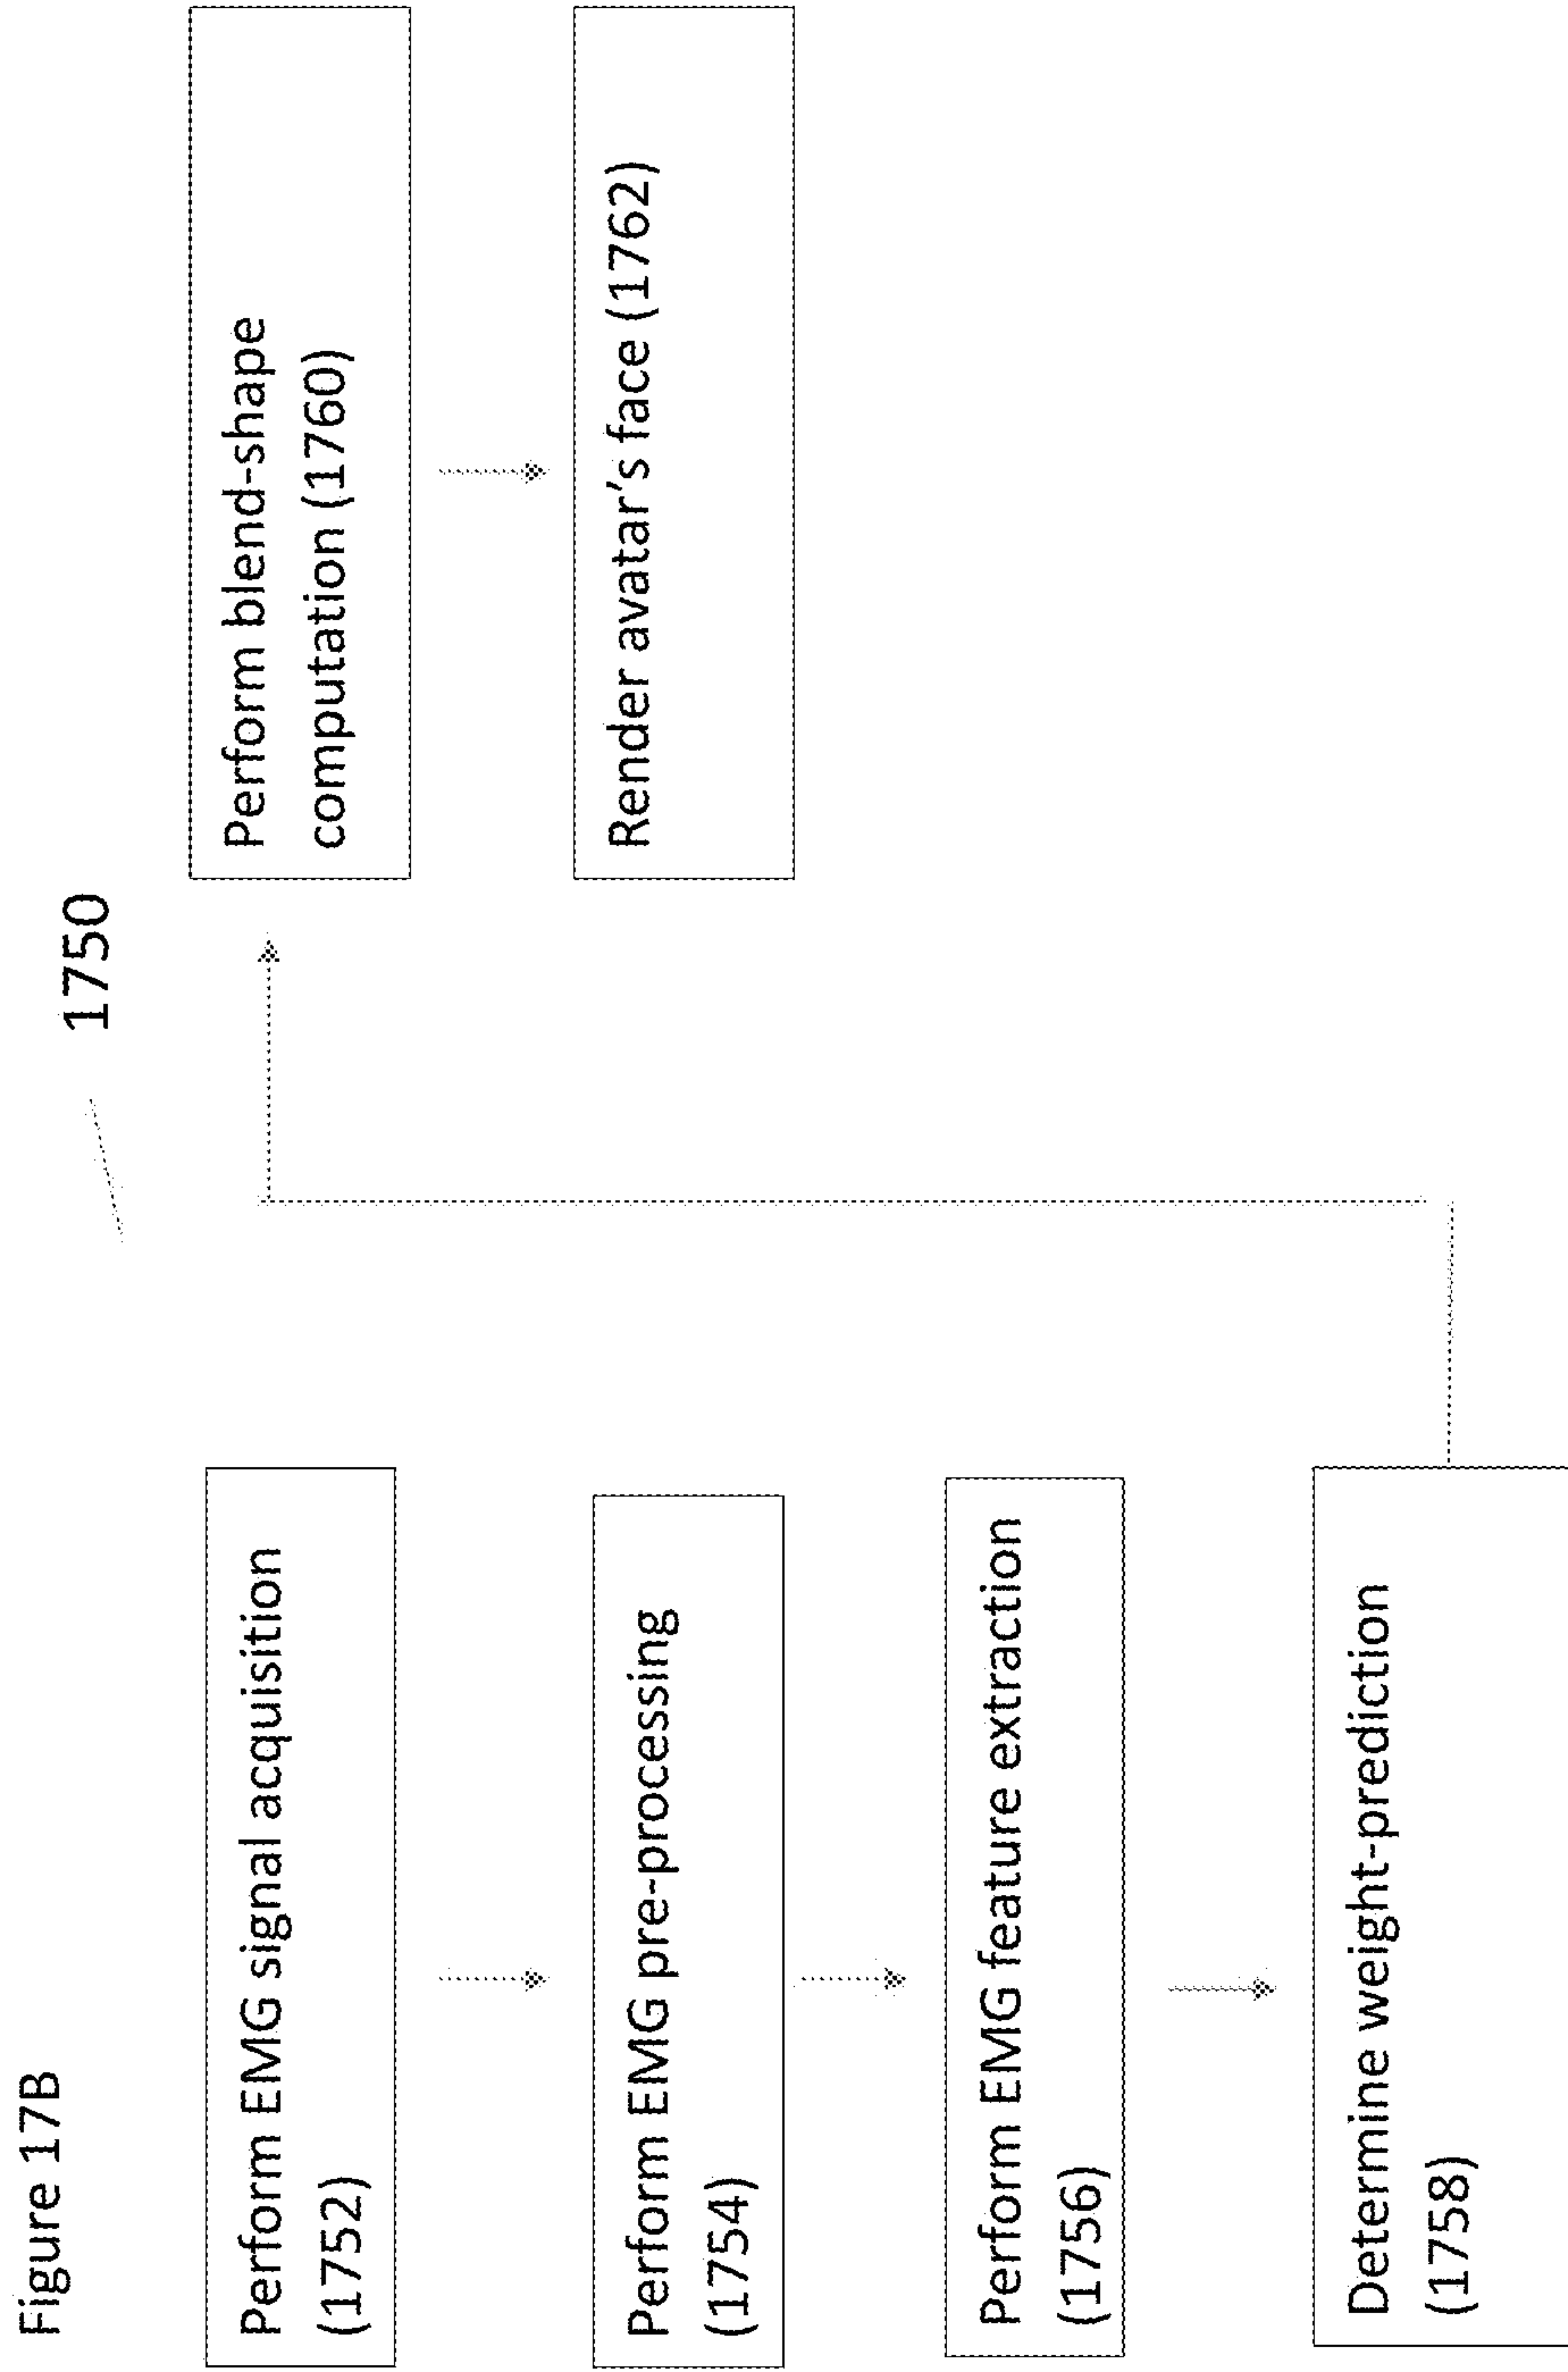 Figure 17B
1750
Perform EMG signal acquisition
(1752)
Perform EMG pre-processing
(1754)
Perform EMG feature extraction
(1756)
Determine weight-prediction
(1758)
Perform blend-shape
computation (1760)
Render avatar's face (1762)